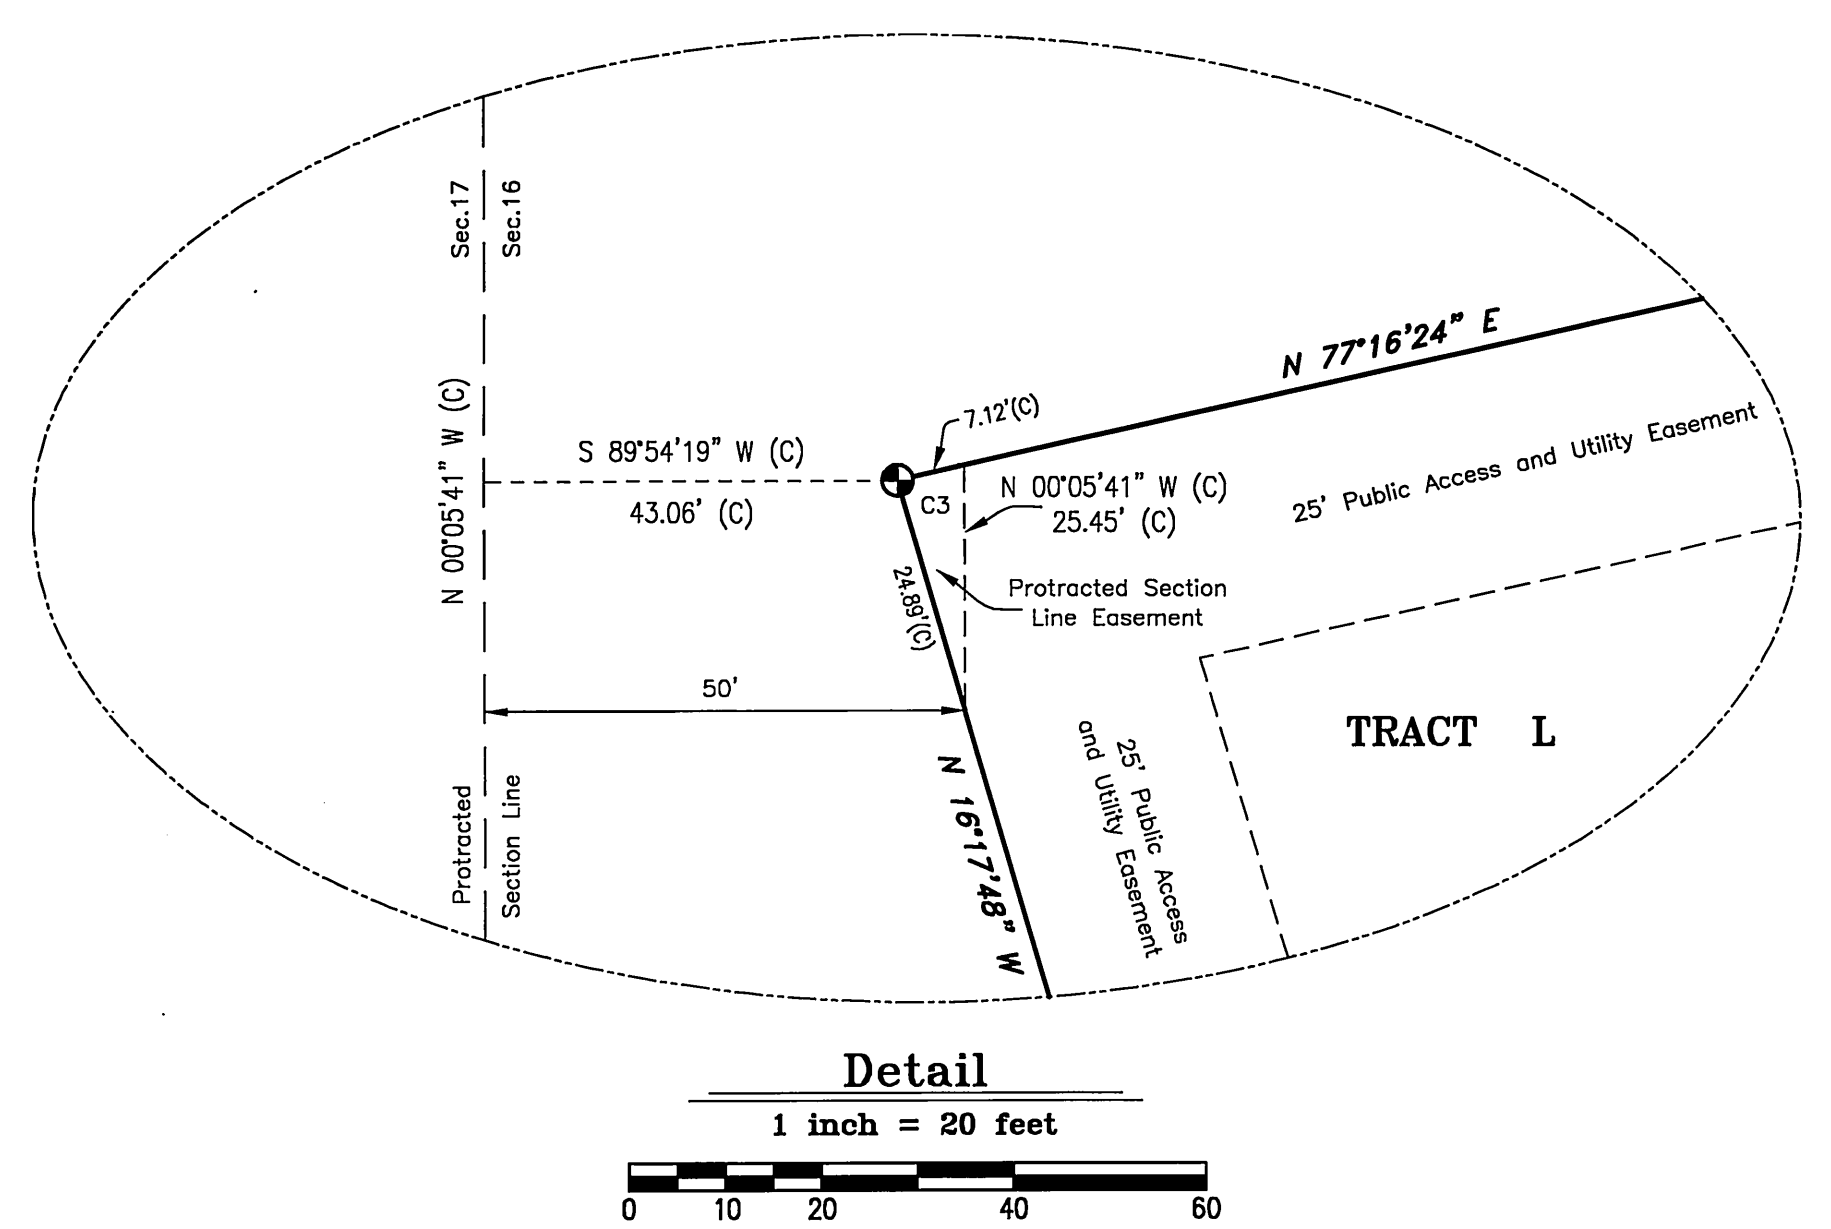 Sec.17
Sec.16
N 77°16'24" E
N 00°05'41" W (C)
7.12'(C)
S 89°54'19" W (C)
43.06' (C)
C3
N 00°05'41" W (C)
25.45' (C)
25' Public Access and Utility Easement
24.89'(C)
Protracted Section
Line Easement
50'
TRACT L
N 16°17'48" W
25' Public Access
and Utility Easement
Protracted
Section Line
Detail
1 inch = 20 feet
0 10 20 40 60